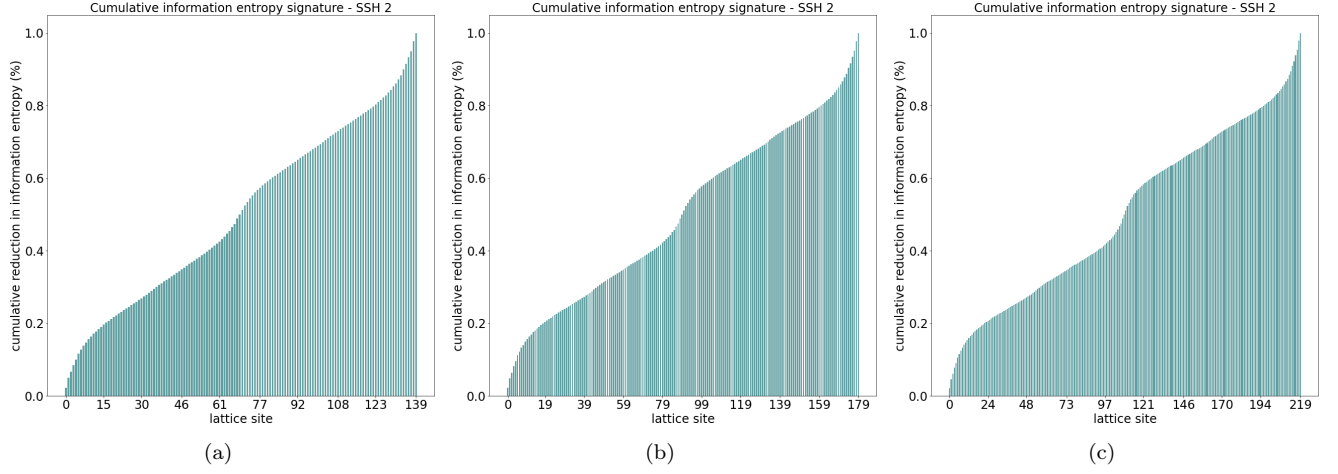 Cumulative information entropy signature - SSH 2
cumulative reduction in information entropy (%)
1.0
0.8
0.6
0.4
0.2
0.0
0 15 30 46 61 77 92 108 123 139
lattice site
(a)
Cumulative information entropy signature - SSH 2
cumulative reduction in information entropy (%)
1.0
0.8
0.6
0.4
0.2
0.0
0 19 39 59 79 99 119 139 159 179
lattice site
(b)
Cumulative information entropy signature - SSH 2
cumulative reduction in information entropy (%)
1.0
0.8
0.6
0.4
0.2
0.0
0 24 48 73 97 121 146 170 194 219
lattice site
(c)